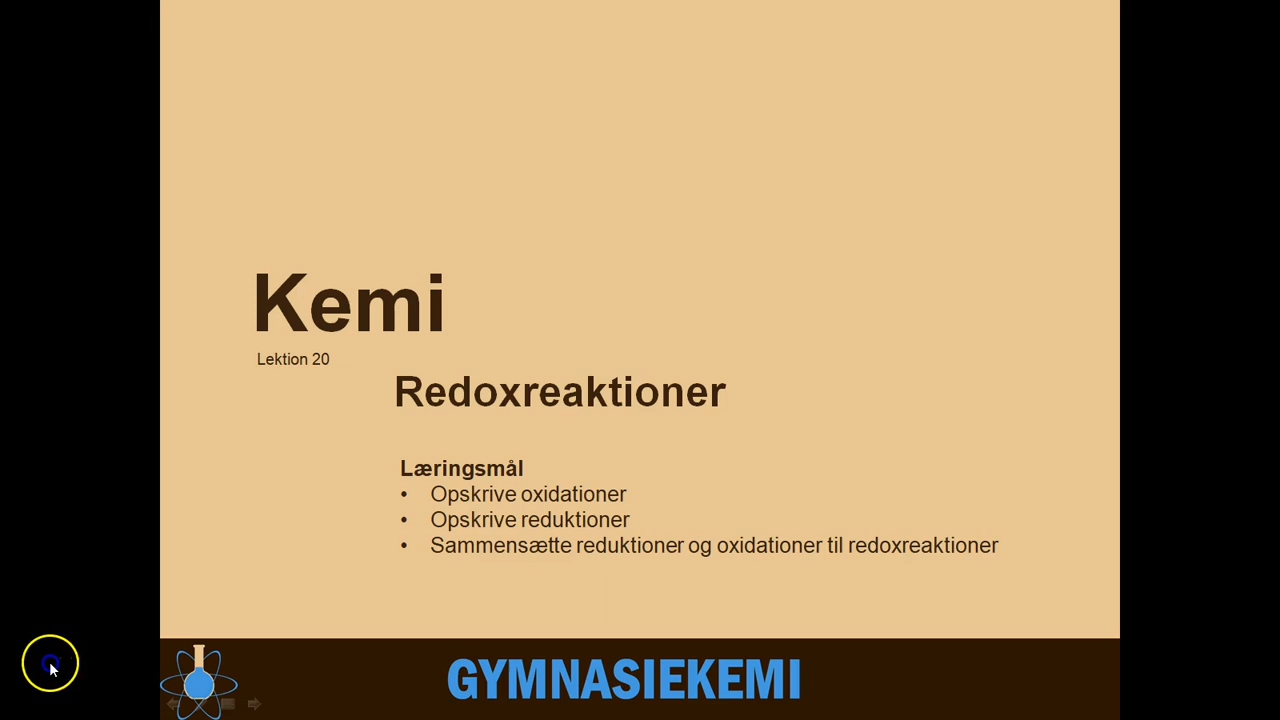 Kemi
Lektion 20
Redoxreaktioner
Læringsmål
• Opskrive oxidationer
• Opskrive reduktioner
• Sammensætte reduktioner og oxidationer til redoxreaktioner
GYMNASIEKEMI